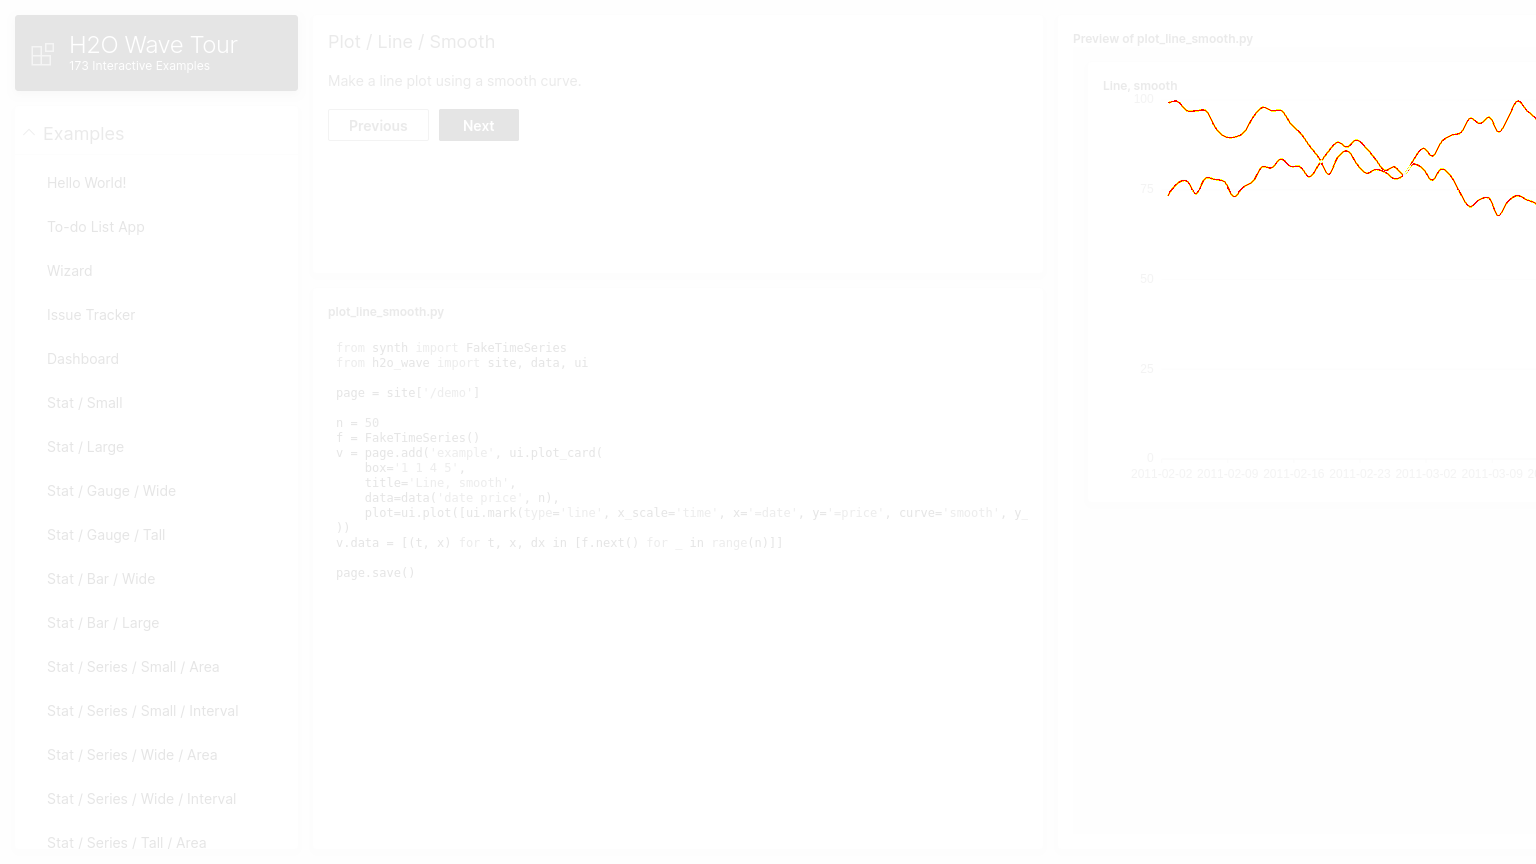 H2O Wave Tour
173 Interactive Examples
Examples
Hello World!
To-do List App
Wizard
Issue Tracker
Dashboard
Stat / Small
Stat / Large
Stat / Gauge / Wide
Stat / Gauge / Tall
Stat / Bar / Wide
Stat / Bar / Large
Stat / Series / Small / Area
Stat / Series / Small / Interval
Stat / Series / Wide / Area
Stat / Series / Wide / Interval
Stat / Series / Tall / Area
Plot / Line / Smooth
Make a line plot using a smooth curve.
Previous Next
plot_line_smooth.py
from synth import FakeTimeSeries
from h2o_wave import site, data, ui
page = site['/demo']
n = 50
f = FakeTimeSeries()
v = page.add('example', ui.plot_card(
box='1 1 4 5',
title='Line, smooth',
data=data('date price', n),
plot=ui.plot([ui.mark(type='line', x_scale='time', x='=date', y='=price', curve='smooth', y_
))
v.data = [(t, x) for t, x, dx in [f.next() for _ in range(n)]]
page.save()
Preview of plot_line_smooth.py
Line, smooth
100
75
50
25
0
2011-02-02 2011-02-09 2011-02-16 2011-02-23 2011-03-02 2011-03-09